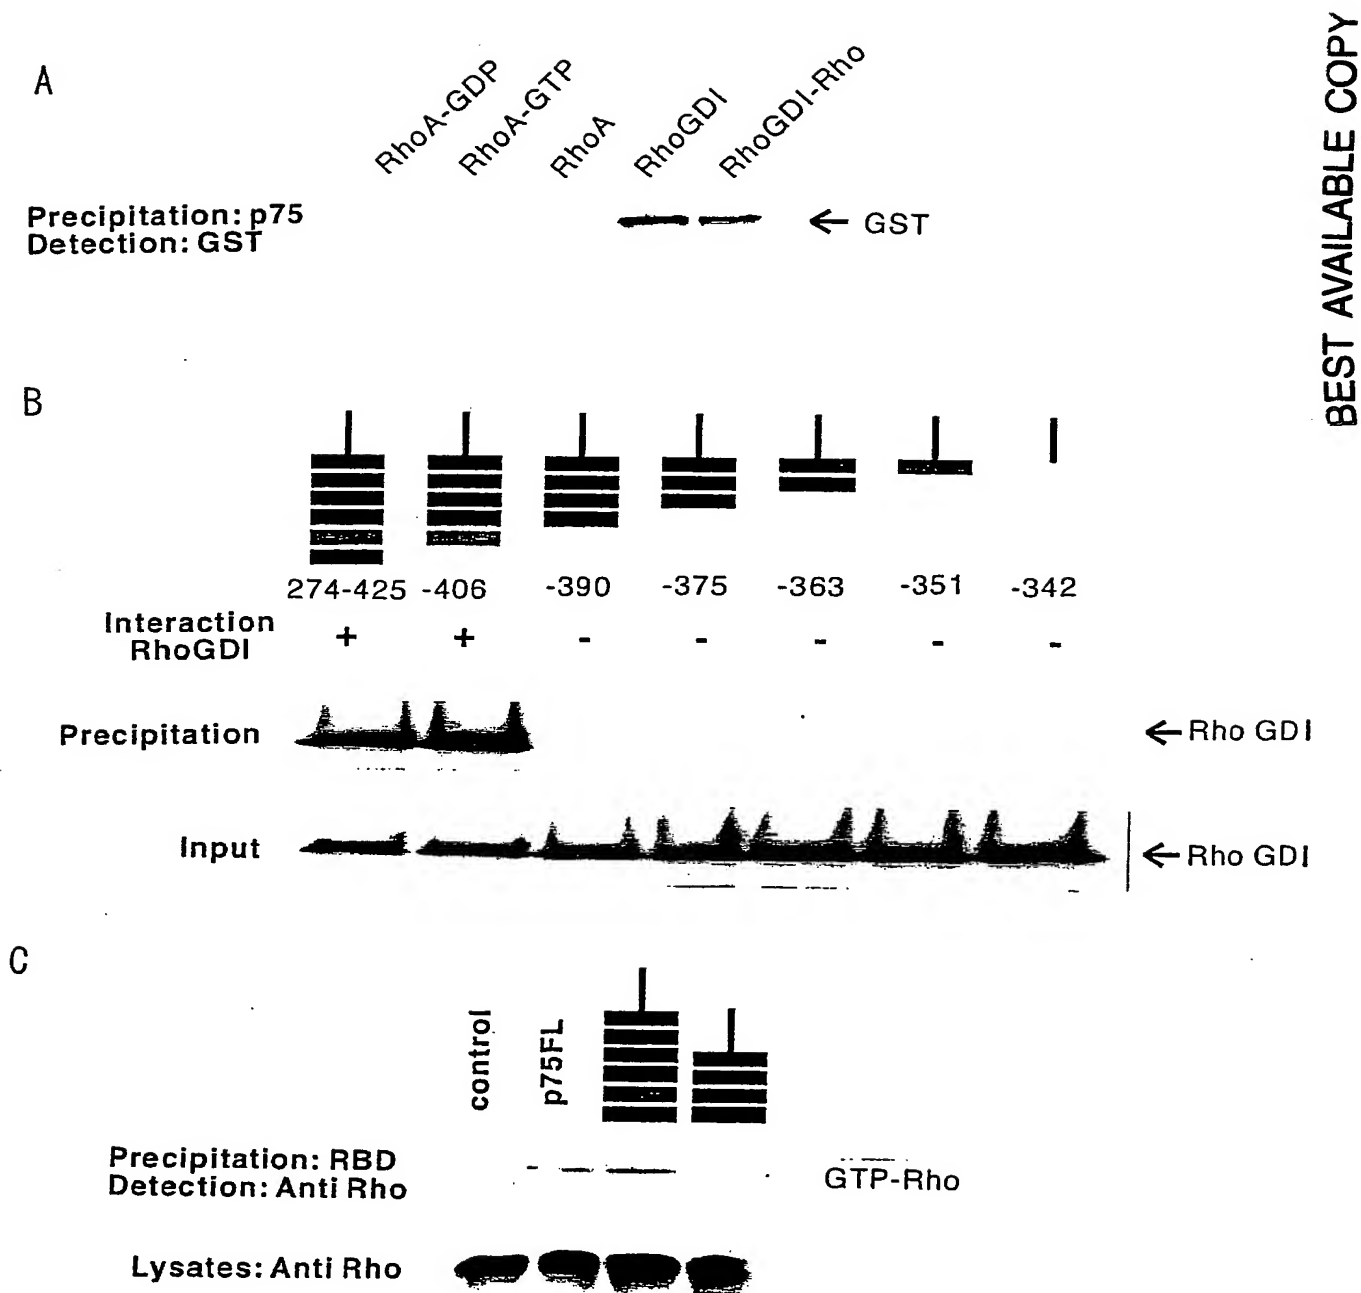 BEST AVAILABLE COPY
A
RhoA-GDP
RhoA-GTP
RhoA
RhoGDI
RhoGDI-Rho
Precipitation: p75
Detection: GST
← GST
B
274-425 -406 -390 -375 -363 -351 -342
Interaction
RhoGDI
+ + - - - - -
Precipitation
← Rho GDI
Input
← Rho GDI
C
control
p75FL
Precipitation: RBD
Detection: Anti Rho
GTP-Rho
Lysates: Anti Rho